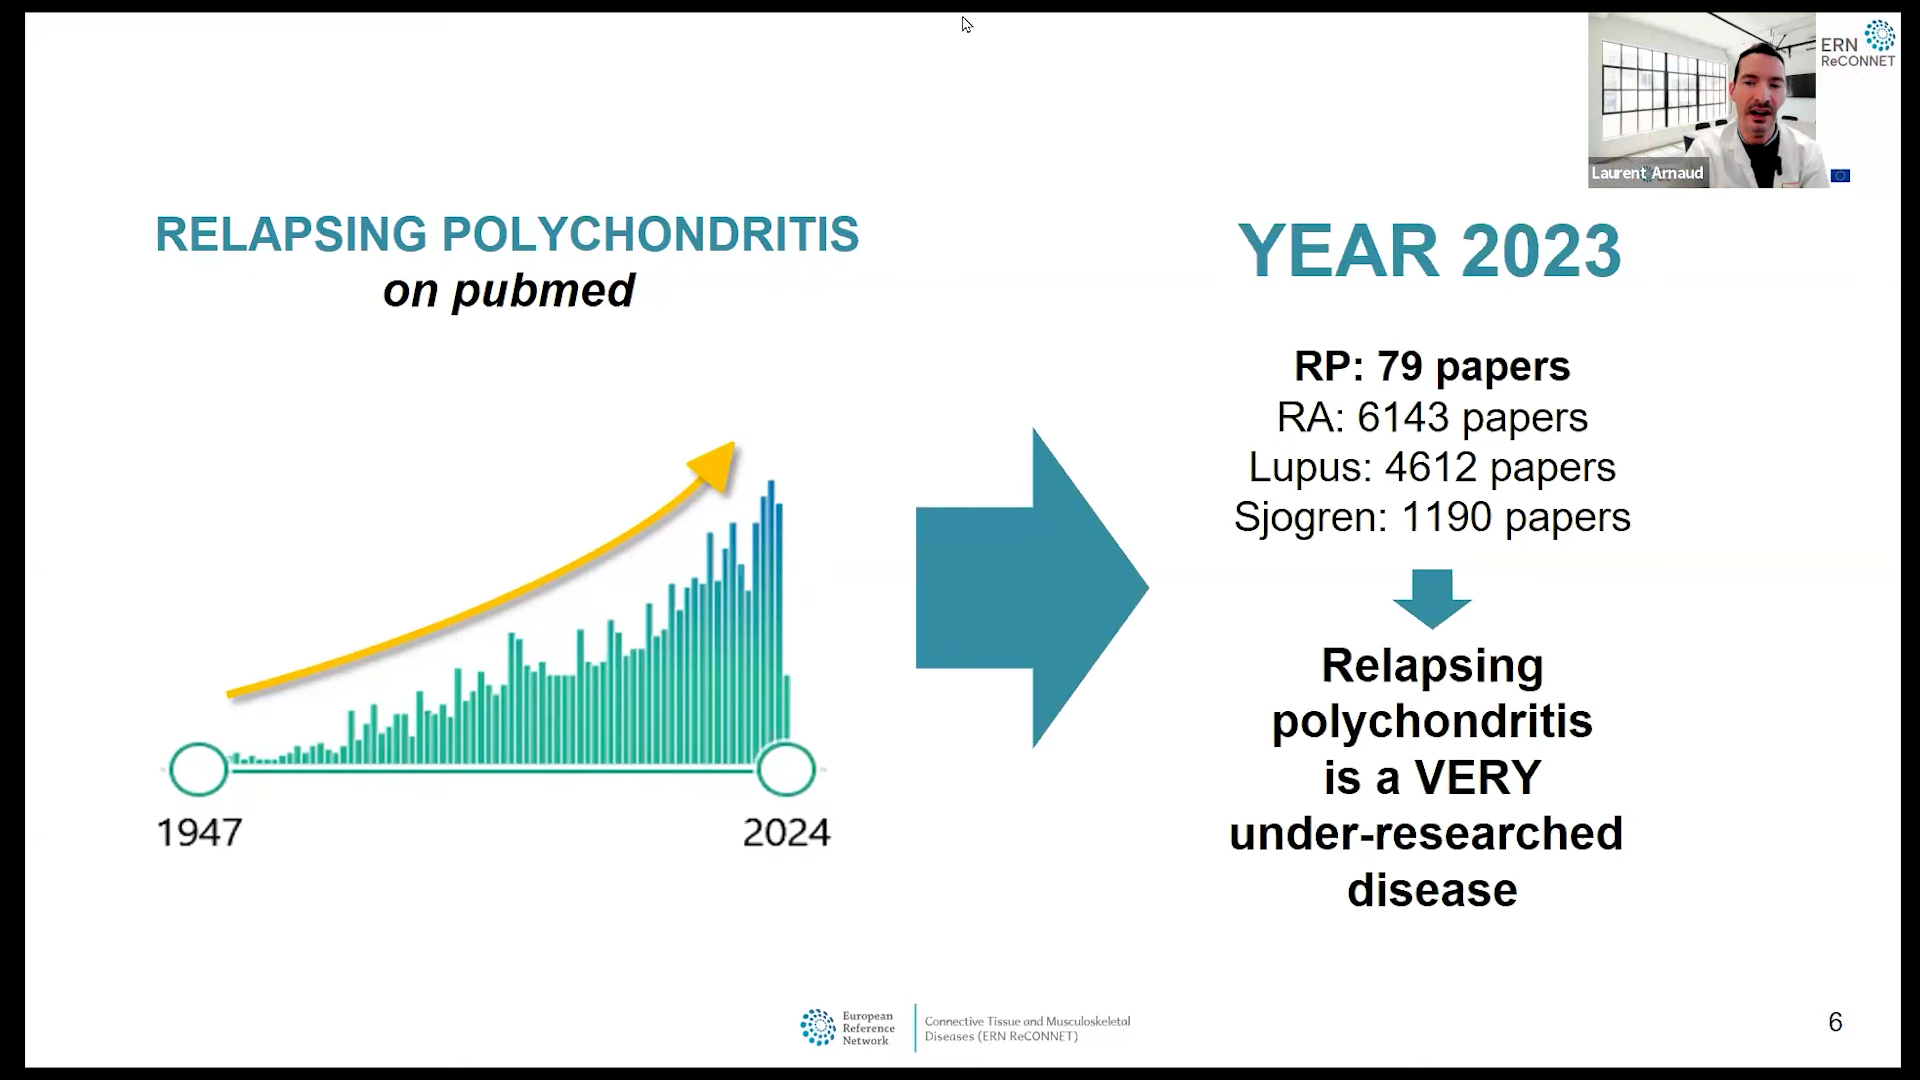 ERN
ReCONNET
Laurent Arnaud
RELAPSING POLYCHONDRITIS
on pubmed
1947
2024
YEAR 2023
RP: 79 papers
RA: 6143 papers
Lupus: 4612 papers
Sjogren: 1190 papers
Relapsing
polychondritis
is a VERY
under-researched
disease
European
Reference
Network
Connective Tissue and Musculoskeletal
Diseases (ERN ReCONNET)
6